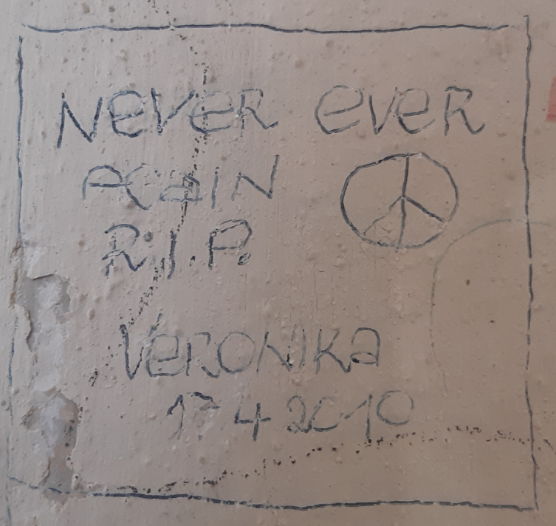 NEVER EVER
AGAIN
R.I.P.
VERONIKA
17 4 2010